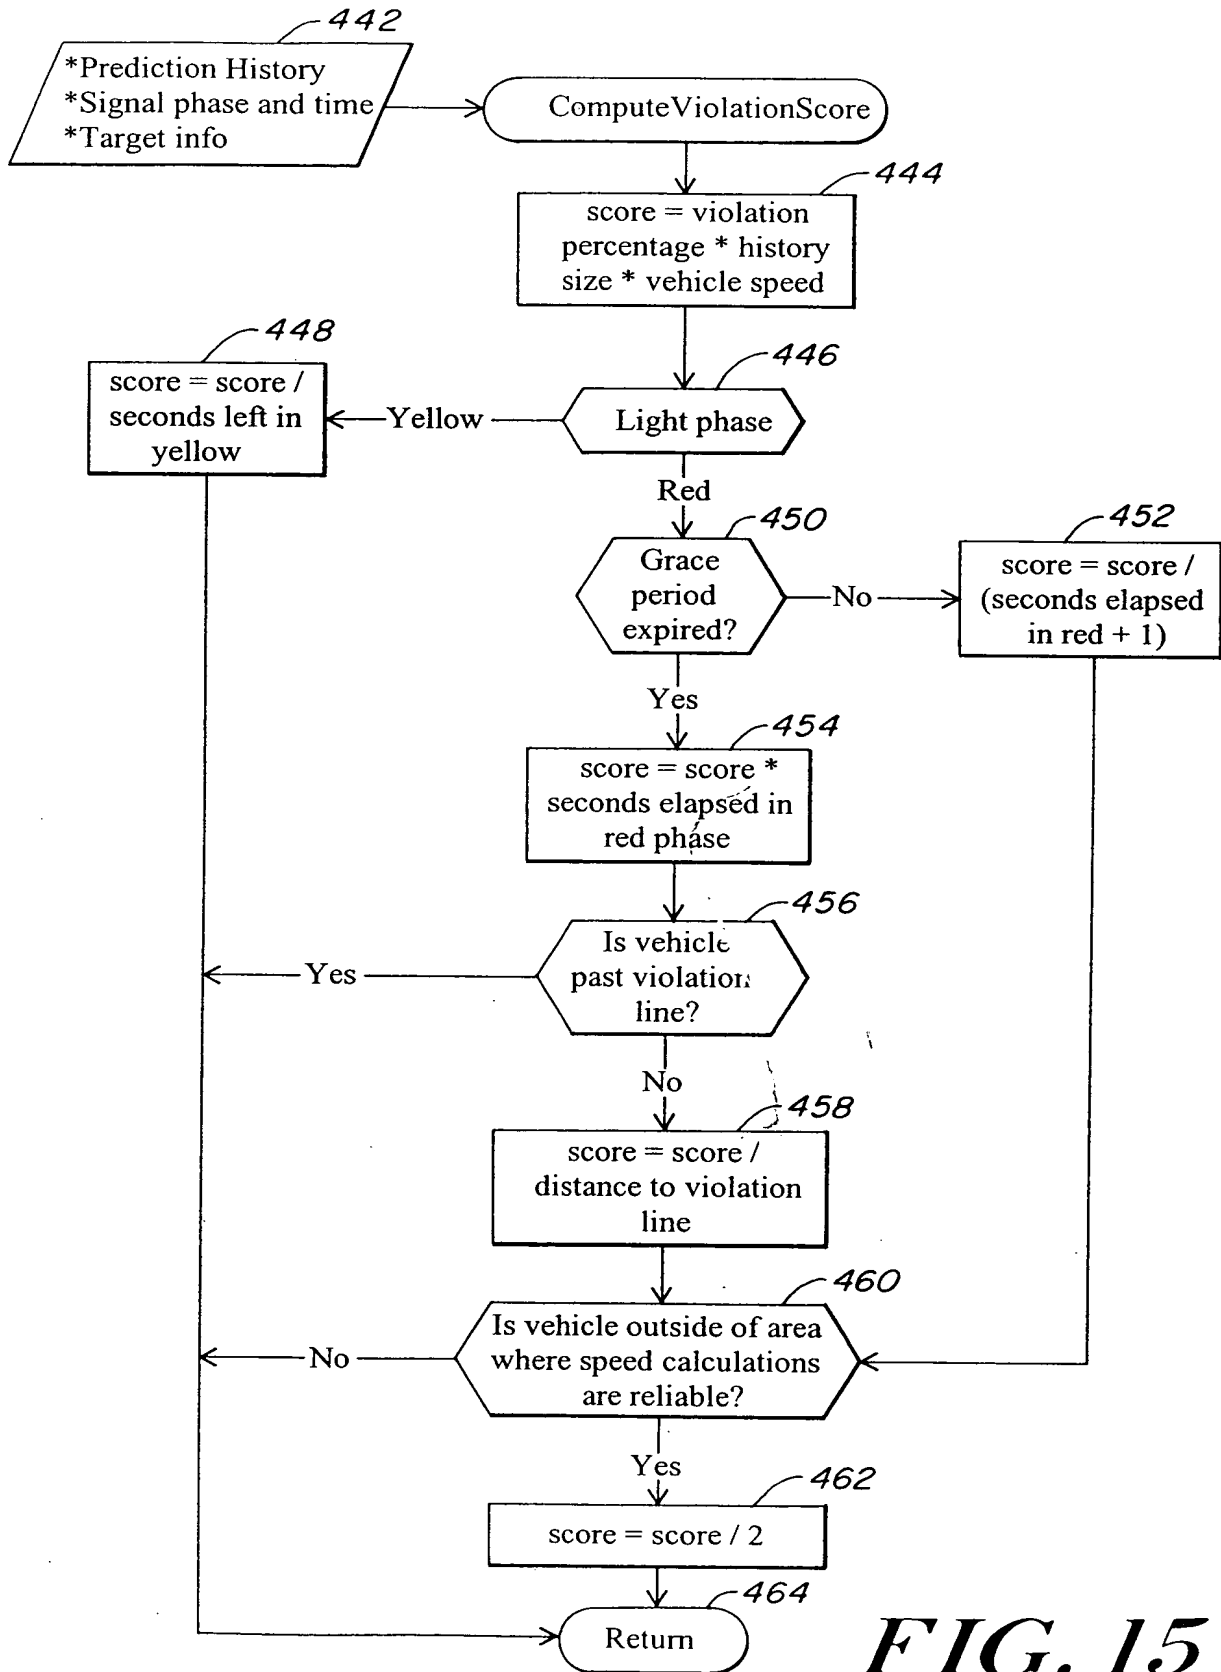 442
*Prediction History
*Signal phase and time
*Target info
ComputeViolationScore
444
score = violation
percentage * history
size * vehicle speed
448
score = score /
seconds left in
yellow
446
Yellow
Light phase
Red
450
Grace
period
expired?
No
452
score = score /
(seconds elapsed
in red + 1)
Yes
454
score = score *
seconds elapsed in
red phase
456
Is vehicle
past violation
line?
Yes
No
458
score = score /
distance to violation
line
460
Is vehicle outside of area
where speed calculations
are reliable?
No
Yes
462
score = score / 2
464
Return
FIG. 15